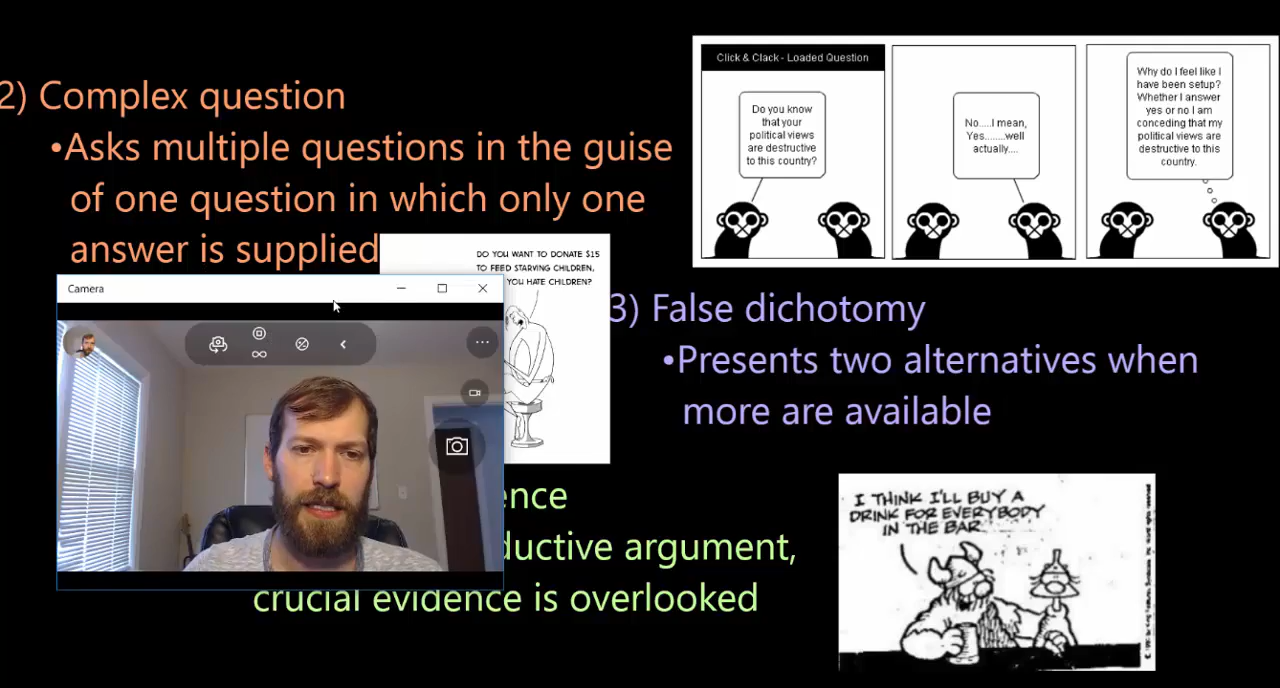 2) Complex question
•Asks multiple questions in the guise
of one question in which only one
answer is supplied
Click & Clack - Loaded Question
Do you know
that your
political views
are destructive
to this country?
No....I mean,
Yes........well
actually....
Why do I feel like I
have been setup?
Whether I answer
yes or no I am
conceding that my
political views are
destructive to this
country.
DO YOU WANT TO DONATE $15
TO FEED STARVING CHILDREN,
YOU HATE CHILDREN?
Camera
3) False dichotomy
•Presents two alternatives when
more are available
ence
ductive argument,
crucial evidence is overlooked
I THINK I'LL BUY A
DRINK FOR EVERYBODY
IN THE BAR